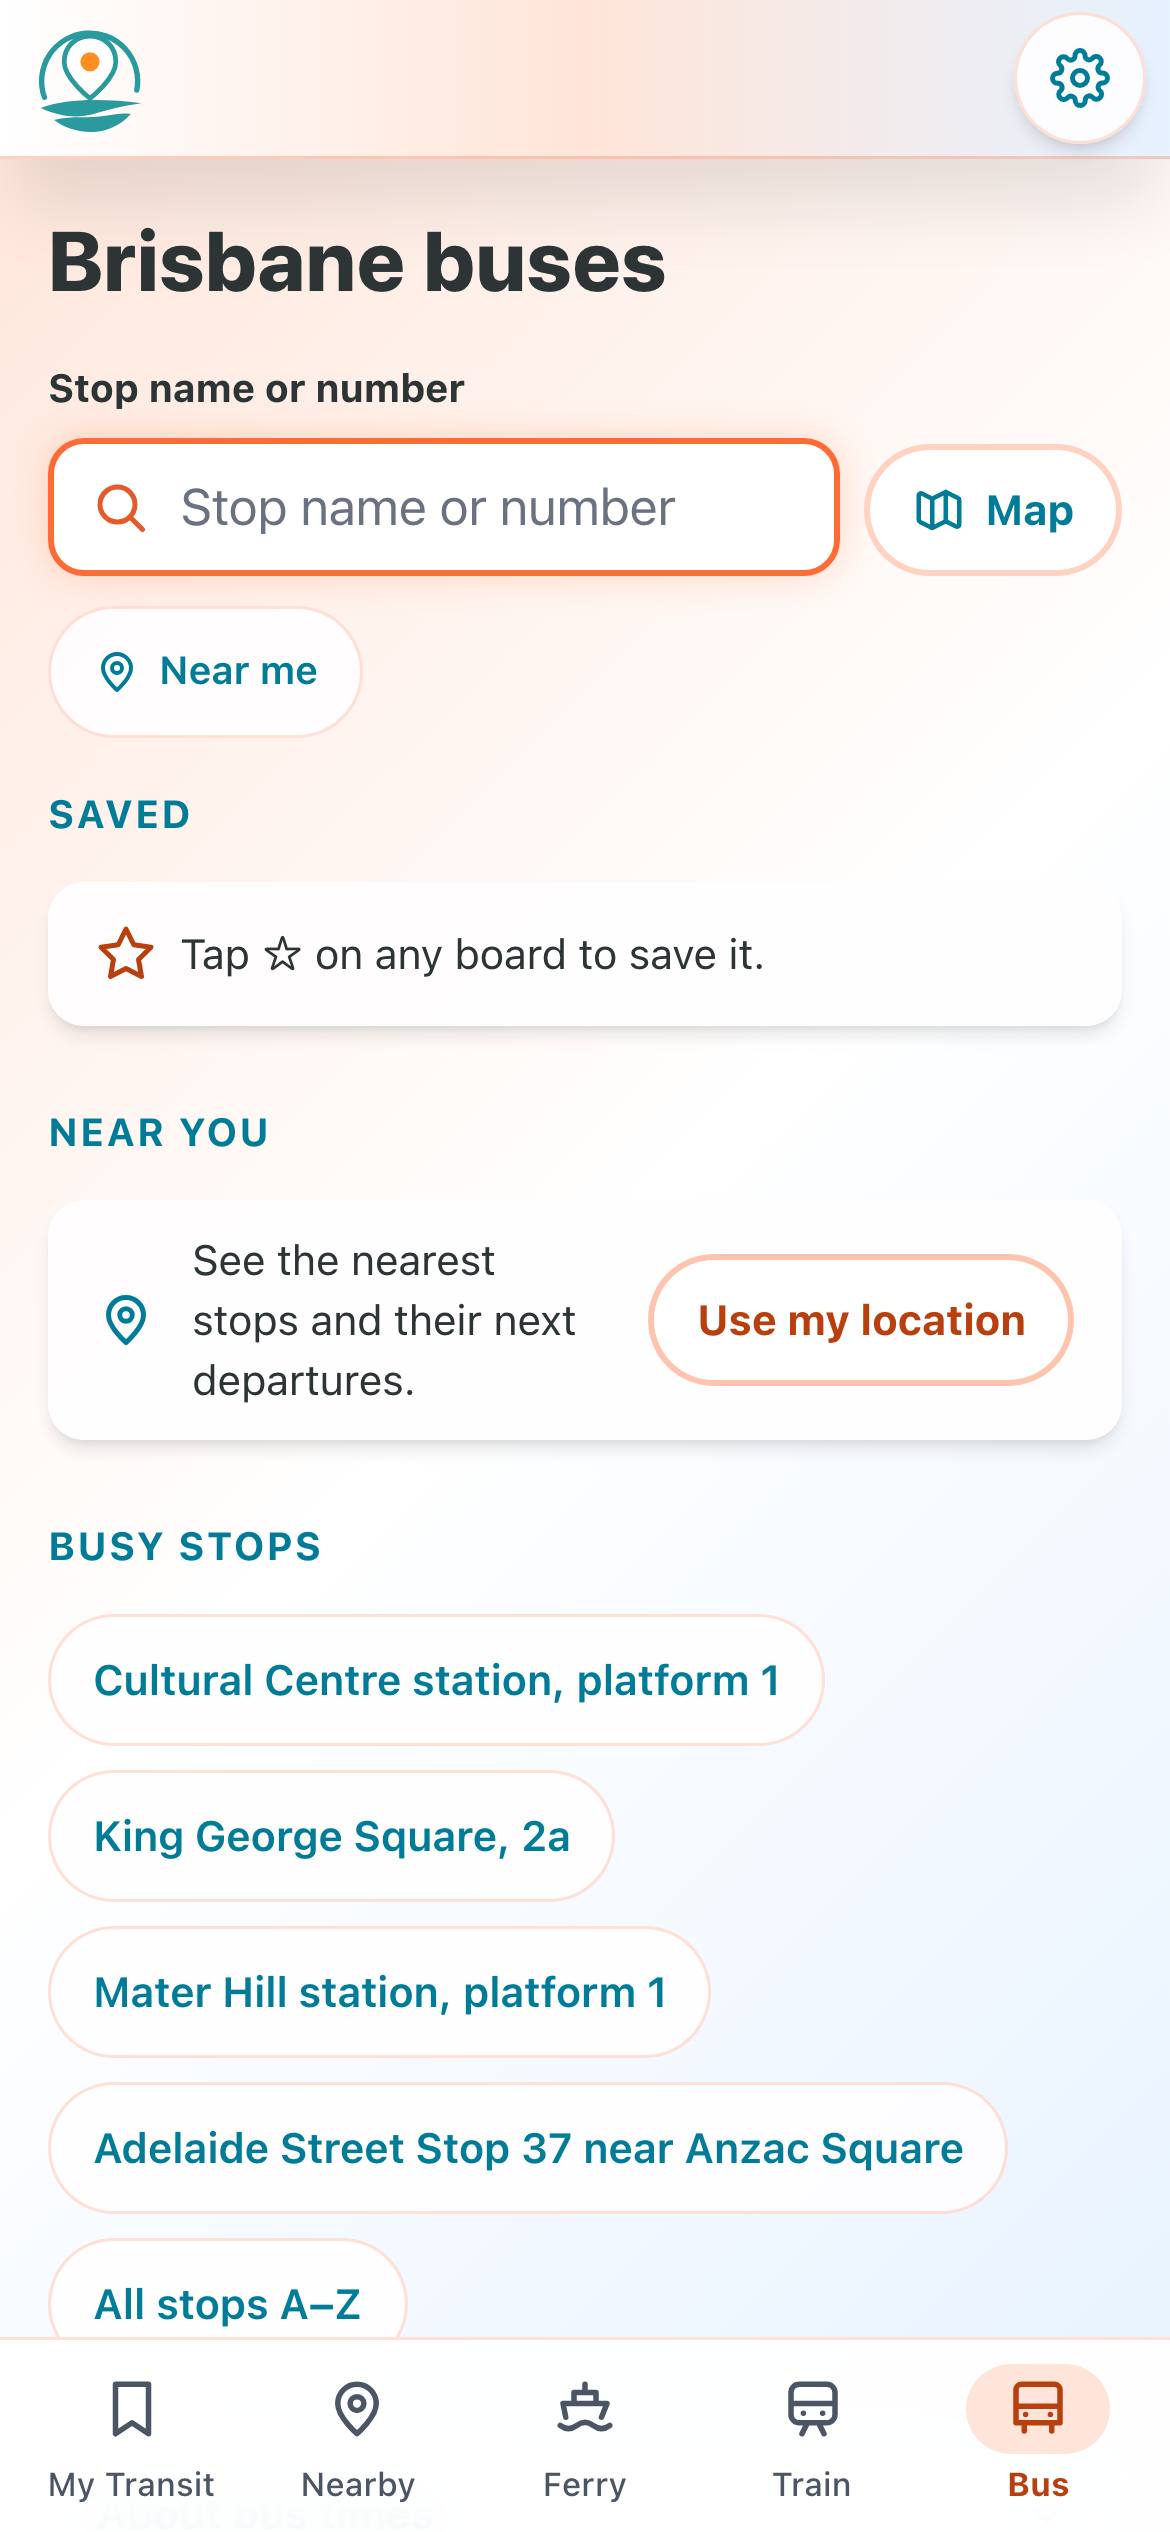 Brisbane buses
Stop name or number
Stop name or number
Map
Near me
SAVED
Tap ☆ on any board to save it.
NEAR YOU
See the nearest
stops and their next
departures.
Use my location
BUSY STOPS
Cultural Centre station, platform 1
King George Square, 2a
Mater Hill station, platform 1
Adelaide Street Stop 37 near Anzac Square
All stops A–Z
My Transit
Nearby
Ferry
Train
Bus
About bus times